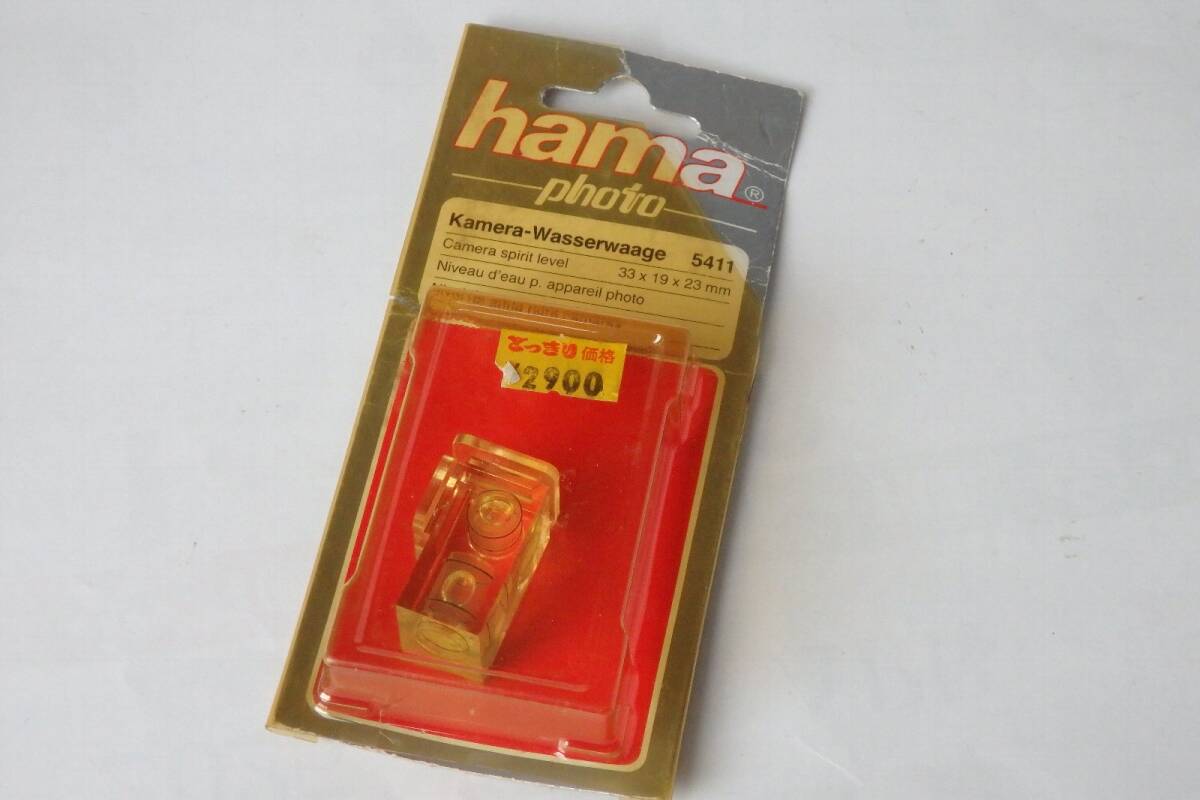 hama®
photo
Kamera-Wasserwaage 5411
Camera spirit level 33 x 19 x 23 mm
Niveau d'eau p. appareil photo
どっきり価格
¥2900